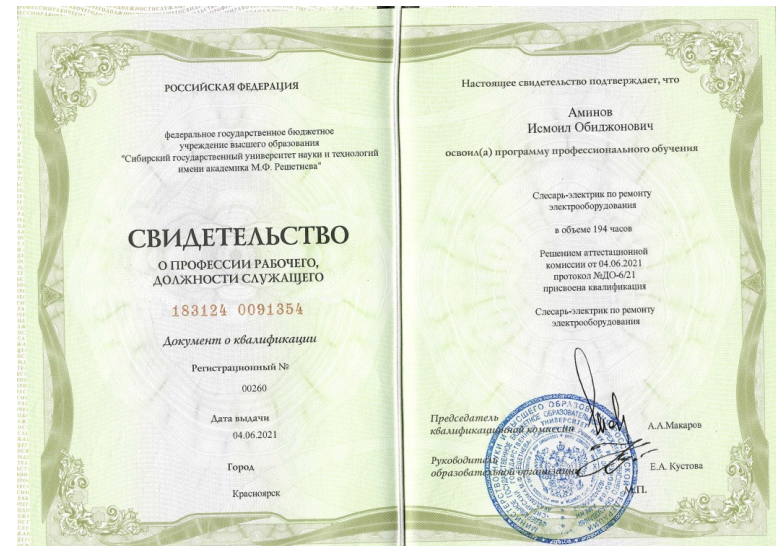 РОССИЙСКАЯ ФЕДЕРАЦИЯ
федеральное государственное бюджетное
учреждение высшего образования
"Сибирский государственный университет науки и технологий
имени академика М.Ф. Решетнева"
СВИДЕТЕЛЬСТВО
О ПРОФЕССИИ РАБОЧЕГО,
ДОЛЖНОСТИ СЛУЖАЩЕГО
183124 0091354
Документ о квалификации
Регистрационный №
00260
Дата выдачи
04.06.2021
Город
Красноярск
Настоящее свидетельство подтверждает, что
Аминов
Исмоил Обиджонович
освоил(а) программу профессионального обучения
Слесарь-электрик по ремонту
электрооборудования
в объеме 194 часов
Решением аттестационной
комиссии от 04.06.2021
протокол №ДО-6/21
присвоена квалификация
Слесарь-электрик по ремонту
электрооборудования
Председатель
квалификационной комиссии
А.А.Макаров
Руководитель
образовательной организации
Е.А. Кустова
М.П.